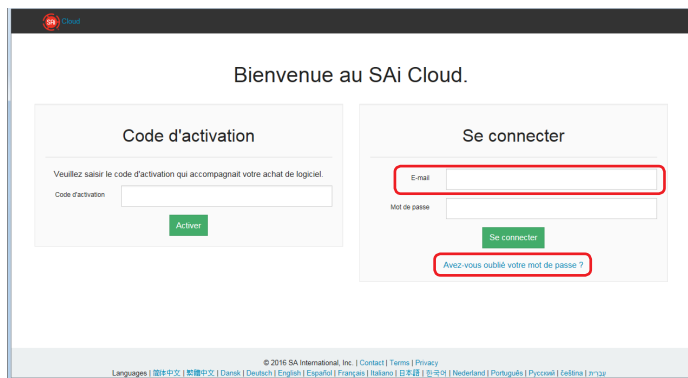 SAi Cloud
Bienvenue au SAi Cloud.
Code d'activation
Veuillez saisir le code d'activation qui accompagnait votre achat de logiciel.
Code d'activation
Activer
Se connecter
E-mail
Mot de passe
Se connecter
Avez-vous oublié votre mot de passe ?
© 2016 SA International, Inc. | Contact | Terms | Privacy
Languages | 简体中文 | 繁體中文 | Dansk | Deutsch | English | Español | Français | Italiano | 日本語 | 한국어 | Nederland | Português | Русский | čeština | עברית